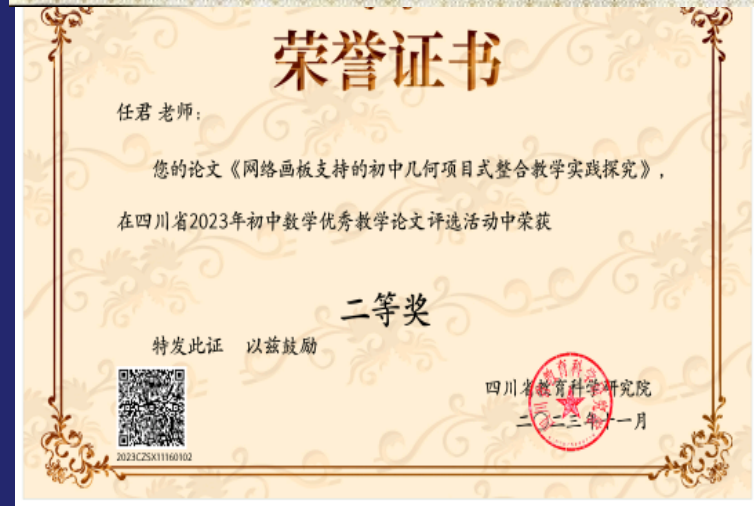 荣誉证书
任君 老师：
您的论文《网络画板支持的初中几何项目式整合教学实践探究》，
在四川省2023年初中数学优秀教学论文评选活动中荣获
二等奖
特发此证 以兹鼓励
四川省教育科学研究院
二〇二三年十一月
2023CZSX11160102